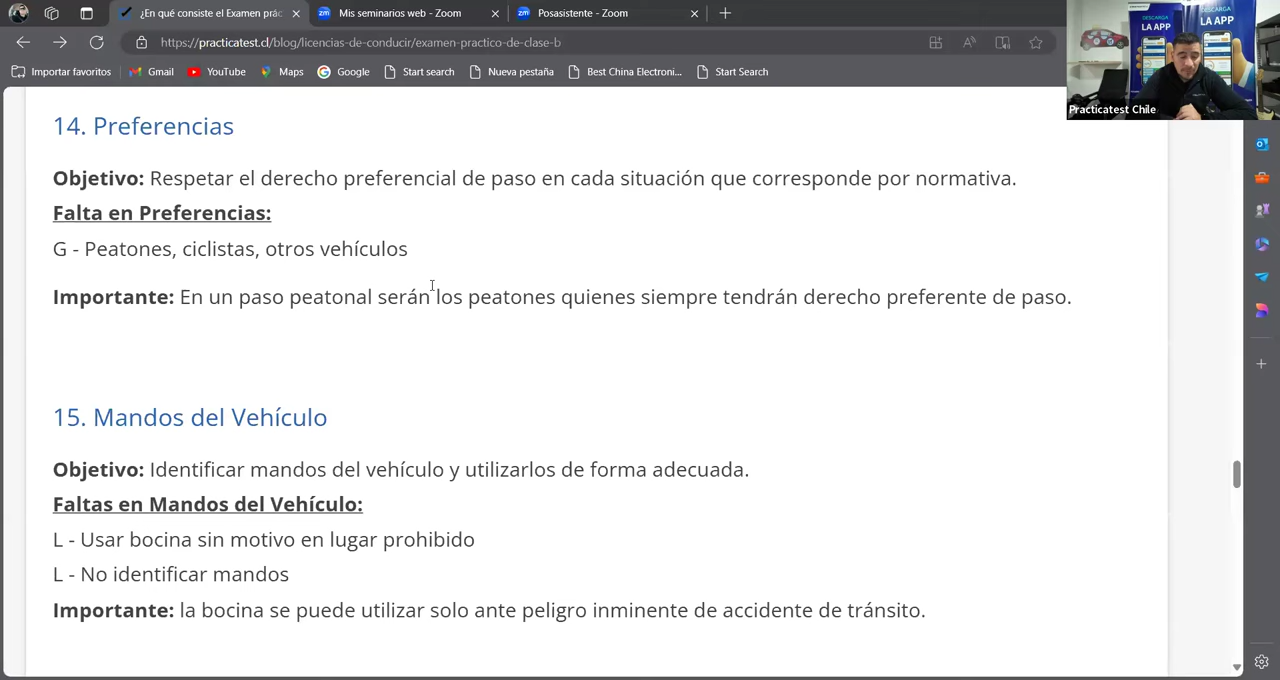 ¿En qué consiste el Examen prác
Mis seminarios web - Zoom
Posasistente - Zoom
https://practicatest.cl/blog/licencias-de-conducir/examen-practico-de-clase-b
Importar favoritos
Gmail
YouTube
Maps
Google
Start search
Nueva pestaña
Best China Electroni...
Start Search
DESCARGA
LA APP
DESCARGA
LA APP
Practicatest Chile
14. Preferencias
Objetivo: Respetar el derecho preferencial de paso en cada situación que corresponde por normativa.
Falta en Preferencias:
G - Peatones, ciclistas, otros vehículos
Importante: En un paso peatonal serán los peatones quienes siempre tendrán derecho preferente de paso.
15. Mandos del Vehículo
Objetivo: Identificar mandos del vehículo y utilizarlos de forma adecuada.
Faltas en Mandos del Vehículo:
L - Usar bocina sin motivo en lugar prohibido
L - No identificar mandos
Importante: la bocina se puede utilizar solo ante peligro inminente de accidente de tránsito.